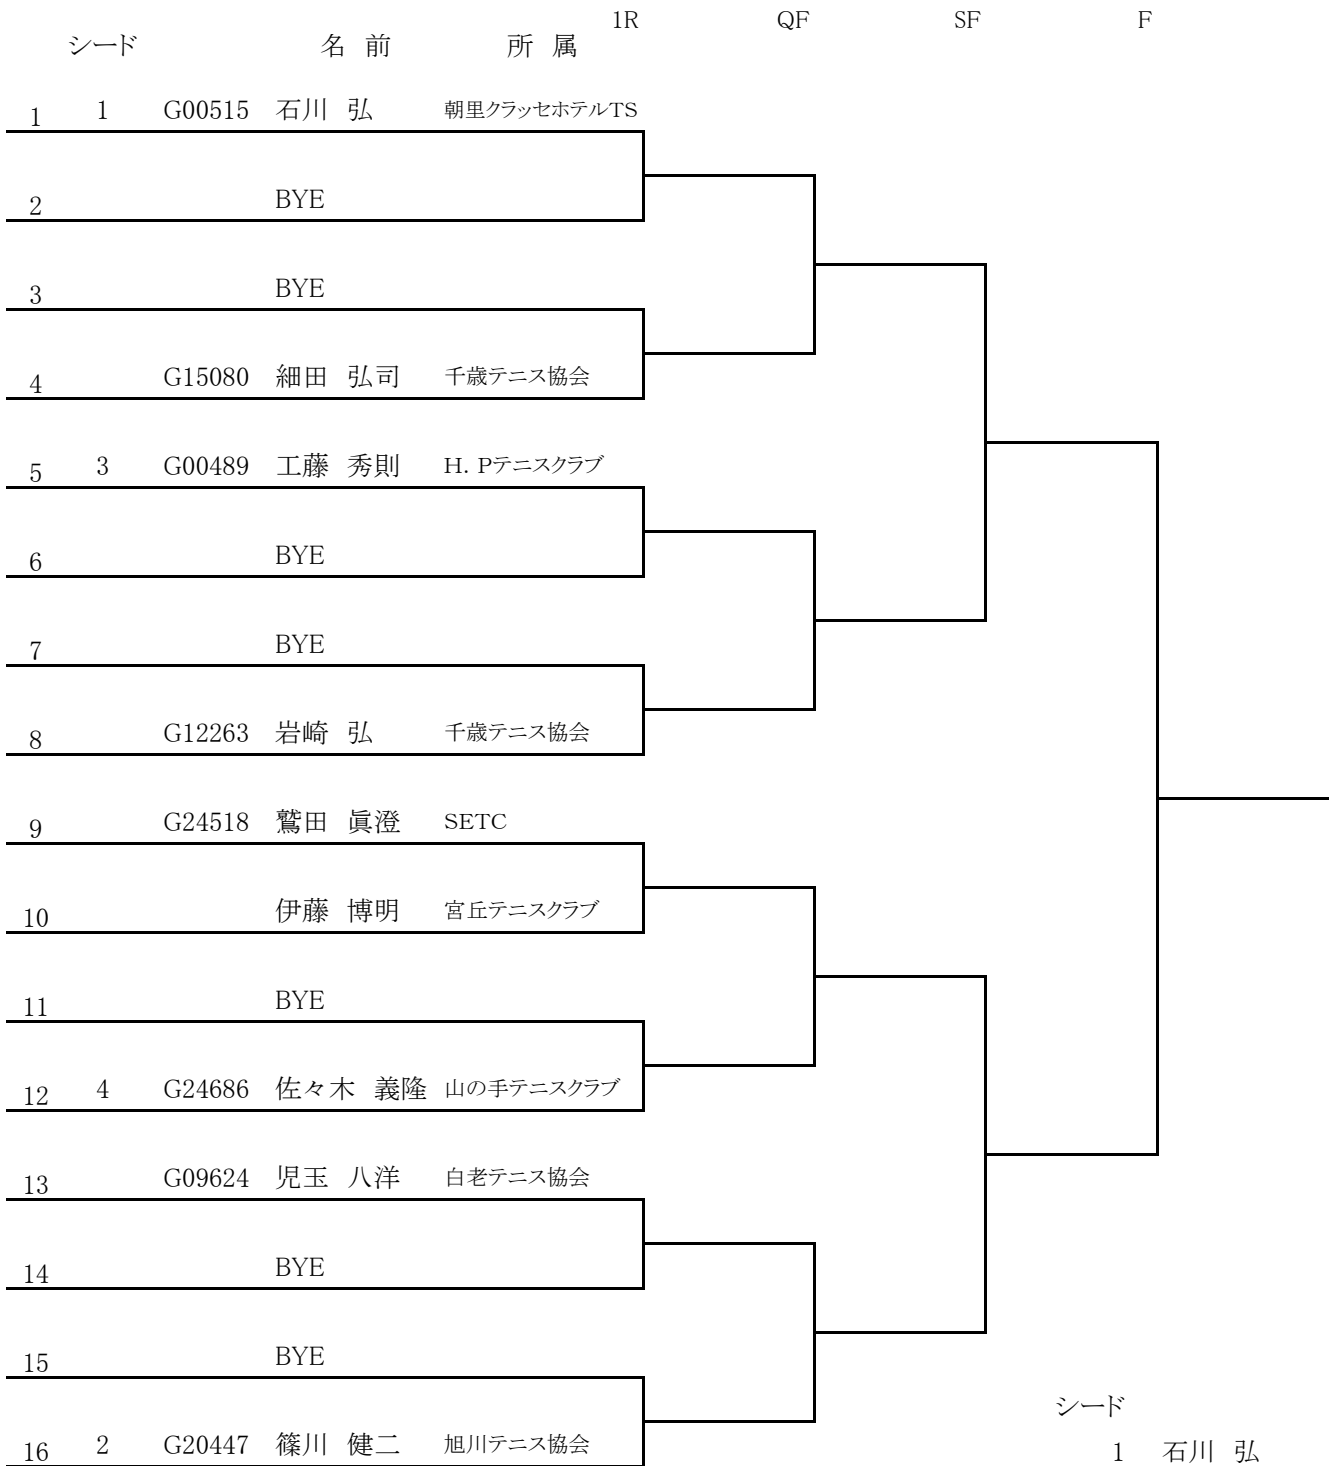 1R QF SF F
シード 名 前 所 属
1 1 G00515 石川 弘 朝里クラッセホテルTS
2 BYE
3 BYE
4 G15080 細田 弘司 千歳テニス協会
5 3 G00489 工藤 秀則 H. Pテニスクラブ
6 BYE
7 BYE
8 G12263 岩崎 弘 千歳テニス協会
9 G24518 鷲田 眞澄 SETC
10 伊藤 博明 宮丘テニスクラブ
11 BYE
12 4 G24686 佐々木 義隆 山の手テニスクラブ
13 G09624 児玉 八洋 白老テニス協会
14 BYE
15 BYE
シード
16 2 G20447 篠川 健二 旭川テニス協会
1 石川 弘